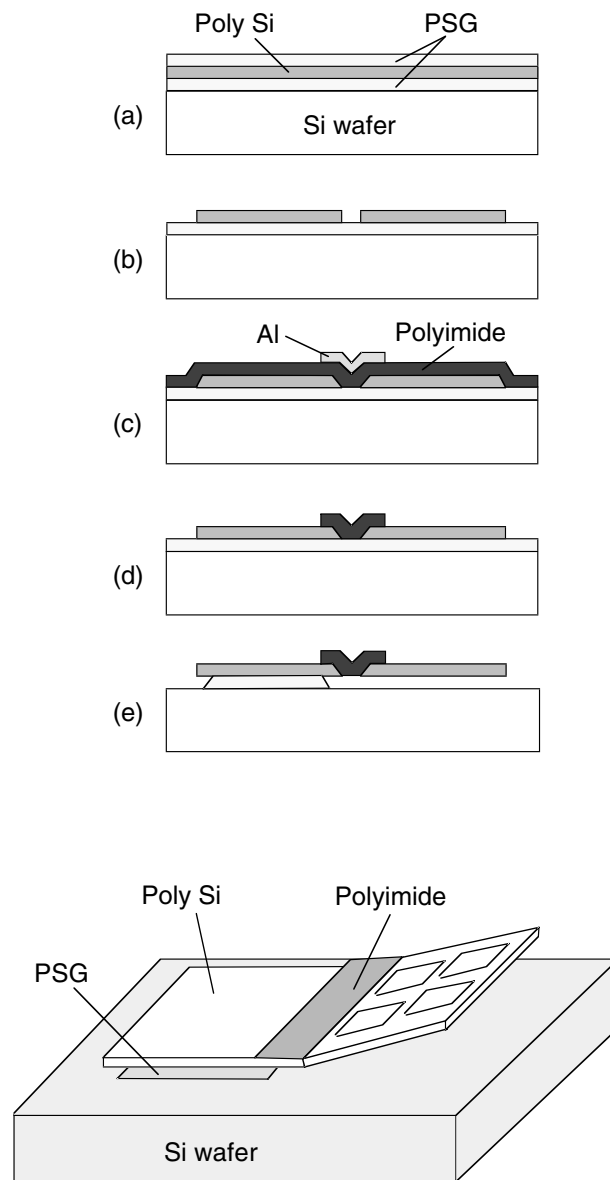 Poly Si
PSG
(a)
Si wafer
(b)
Al
Polyimide
(c)
(d)
(e)
Poly Si
Polyimide
PSG
Si wafer